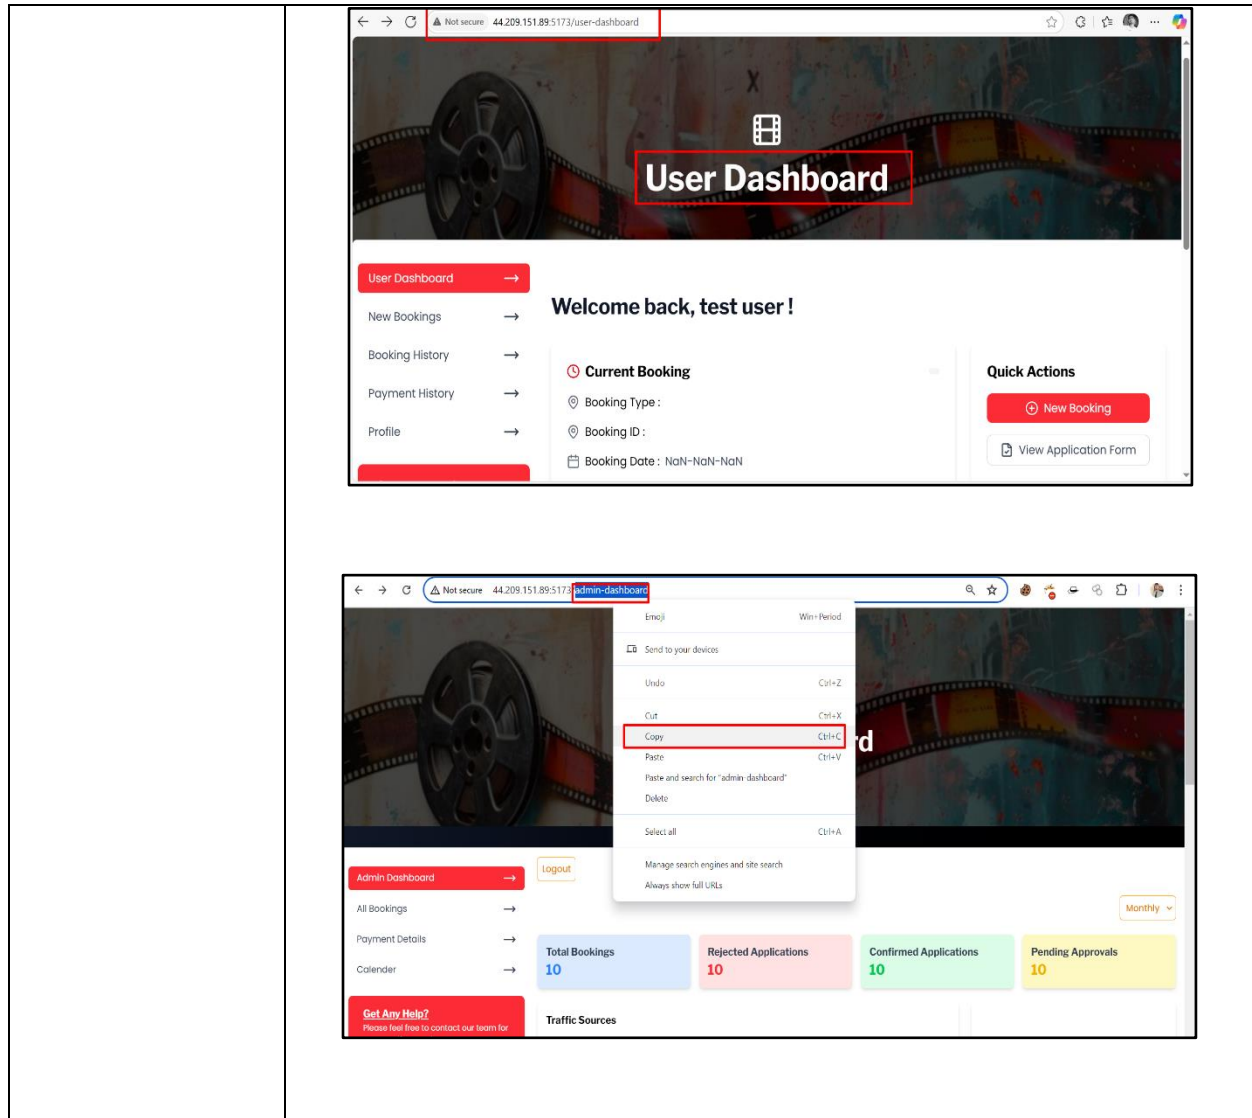 Not secure 44.209.151.89:5173/user-dashboard
User Dashboard
User Dashboard
New Bookings
Booking History
Payment History
Profile
Welcome back, test user !
Current Booking
Booking Type :
Booking ID :
Booking Date : NaN-NaN-NaN
Quick Actions
New Booking
View Application Form
Not secure 44.209.151.89:5173/admin-dashboard
Emoji Win+Period
Send to your devices
Undo Ctrl+Z
Cut Ctrl+X
Copy Ctrl+C
Paste Ctrl+V
Paste and search for "admin-dashboard"
Delete
Select all Ctrl+A
Manage search engines and site search
Always show full URLs
rd
Admin Dashboard
All Bookings
Payment Details
Calender
Get Any Help?
Please feel free to contact our team for
Logout
Monthly
Total Bookings
10
Rejected Applications
10
Confirmed Applications
10
Pending Approvals
10
Traffic Sources